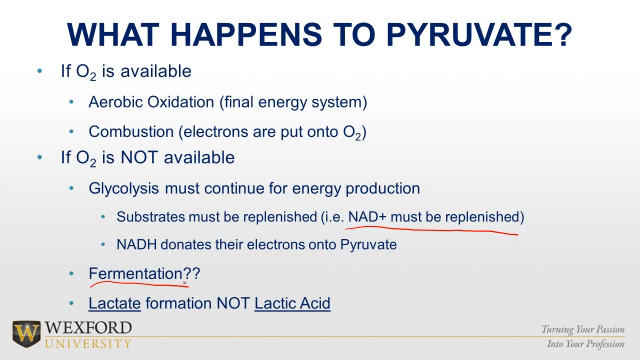 WHAT HAPPENS TO PYRUVATE?
• If O₂ is available
• Aerobic Oxidation (final energy system)
• Combustion (electrons are put onto O₂)
• If O₂ is NOT available
• Glycolysis must continue for energy production
• Substrates must be replenished (i.e. NAD+ must be replenished)
• NADH donates their electrons onto Pyruvate
• Fermentation??
• Lactate formation NOT Lactic Acid
WEXFORD
UNIVERSITY
Turning Your Passion
Into Your Profession